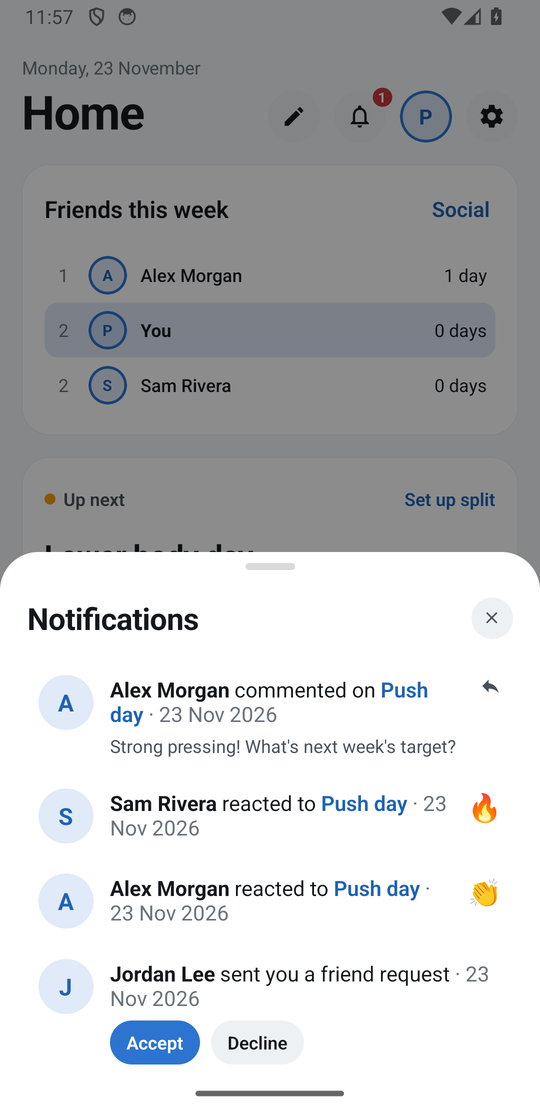 11:57
Monday, 23 November
Home
1
P
Friends this week
Social
1 A Alex Morgan 1 day
2 P You 0 days
2 S Sam Rivera 0 days
Up next
Set up split
Lower body day
Notifications
A
Alex Morgan commented on Push
day · 23 Nov 2026
Strong pressing! What's next week's target?
S
Sam Rivera reacted to Push day · 23
Nov 2026
A
Alex Morgan reacted to Push day ·
23 Nov 2026
J
Jordan Lee sent you a friend request · 23
Nov 2026
Accept
Decline